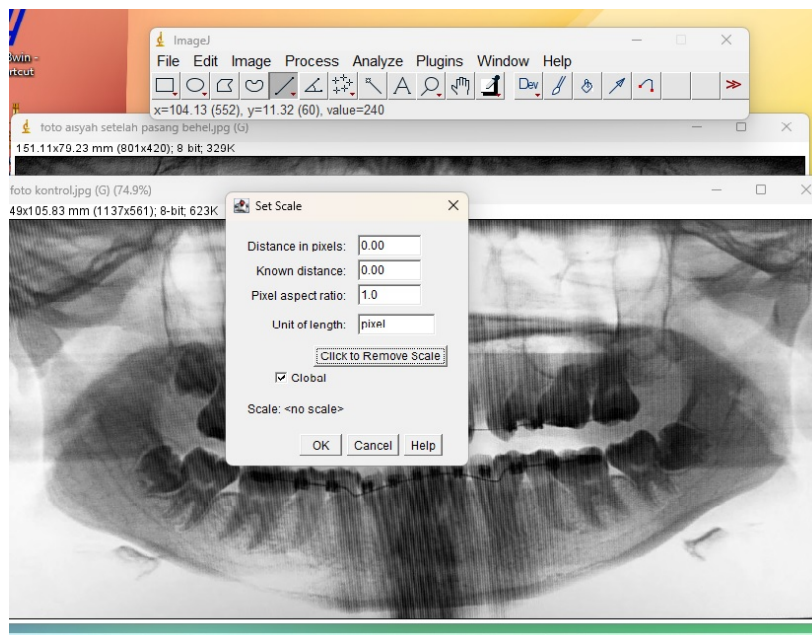 8win -
rtcut
ImageJ
File Edit Image Process Analyze Plugins Window Help
Dev
x=104.13 (552), y=11.32 (60), value=240
foto aisyah setelah pasang behel.jpg (G)
151.11x79.23 mm (801x420); 8 bit; 329K
foto kontrol.jpg (G) (74.9%)
49x105.83 mm (1137x561); 8-bit; 623K
Set Scale
Distance in pixels: 0.00
Known distance: 0.00
Pixel aspect ratio: 1.0
Unit of length: pixel
Click to Remove Scale
Global
Scale: <no scale>
OK Cancel Help